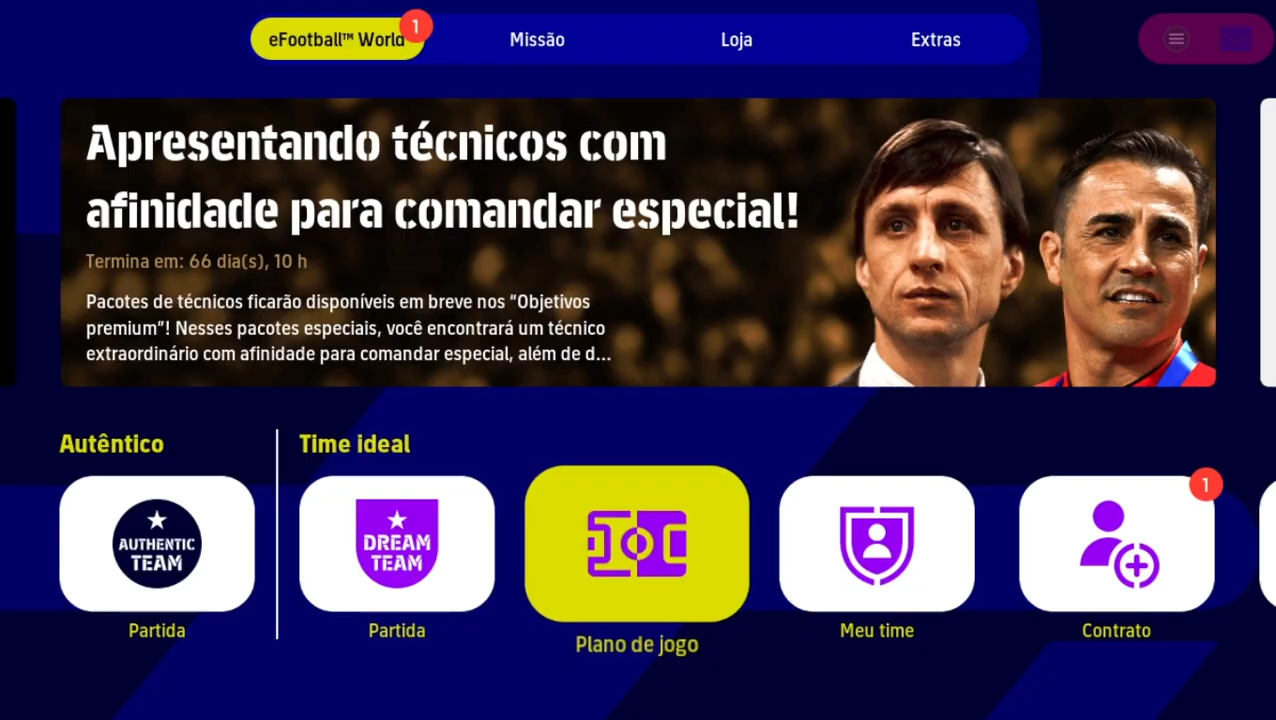 eFootball™ World
1
Missão
Loja
Extras
Apresentando técnicos com
afinidade para comandar especial!
Termina em: 66 dia(s), 10 h
Pacotes de técnicos ficarão disponíveis em breve nos "Objetivos
premium"! Nesses pacotes especiais, você encontrará um técnico
extraordinário com afinidade para comandar especial, além de d...
Autêntico
Time ideal
AUTHENTIC
TEAM
DREAM
TEAM
1
Partida
Partida
Plano de jogo
Meu time
Contrato